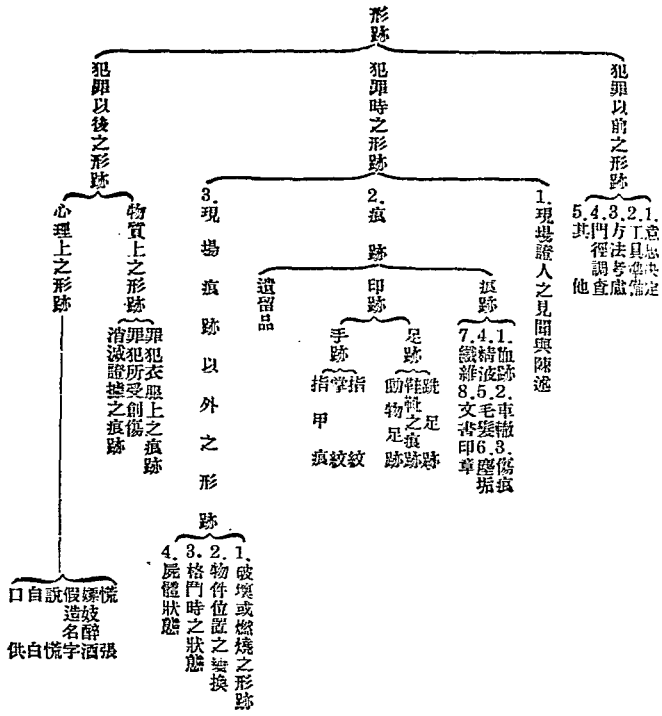 形跡
犯罪以前之形跡
1.意思決定
2.工具準備
3.方法考慮
4.門徑調查
5.其他
犯罪時之形跡
1.現場證人之見聞與陳述
2.痕跡
痕跡
1.血跡 2.車轍 3.傷痕
4.精液 5.毛髮 6.塵垢
7.纖維 8.文書印章
印跡
足跡
跣足跡
鞋靴之痕跡
動物足跡
手跡
指紋
掌紋
指甲痕
遺留品
3.現場痕跡以外之形跡
1.破壞或燃燒之形跡
2.物件位置之變換
3.格鬥時之狀態
4.屍體狀態
犯罪以後之形跡
物質上之形跡
罪犯衣服上之痕跡
罪犯所受創傷
消滅證據之痕跡
心理上之形跡
慌張
嫖妓醉酒
假造名字
說慌
自白
口供